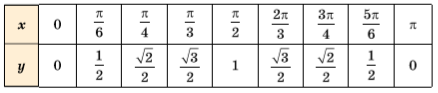 x 0 π/6 π/4 π/3 π/2 2π/3 3π/4 5π/6 π
y 0 1/2 √2/2 √3/2 1 √3/2 √2/2 1/2 0